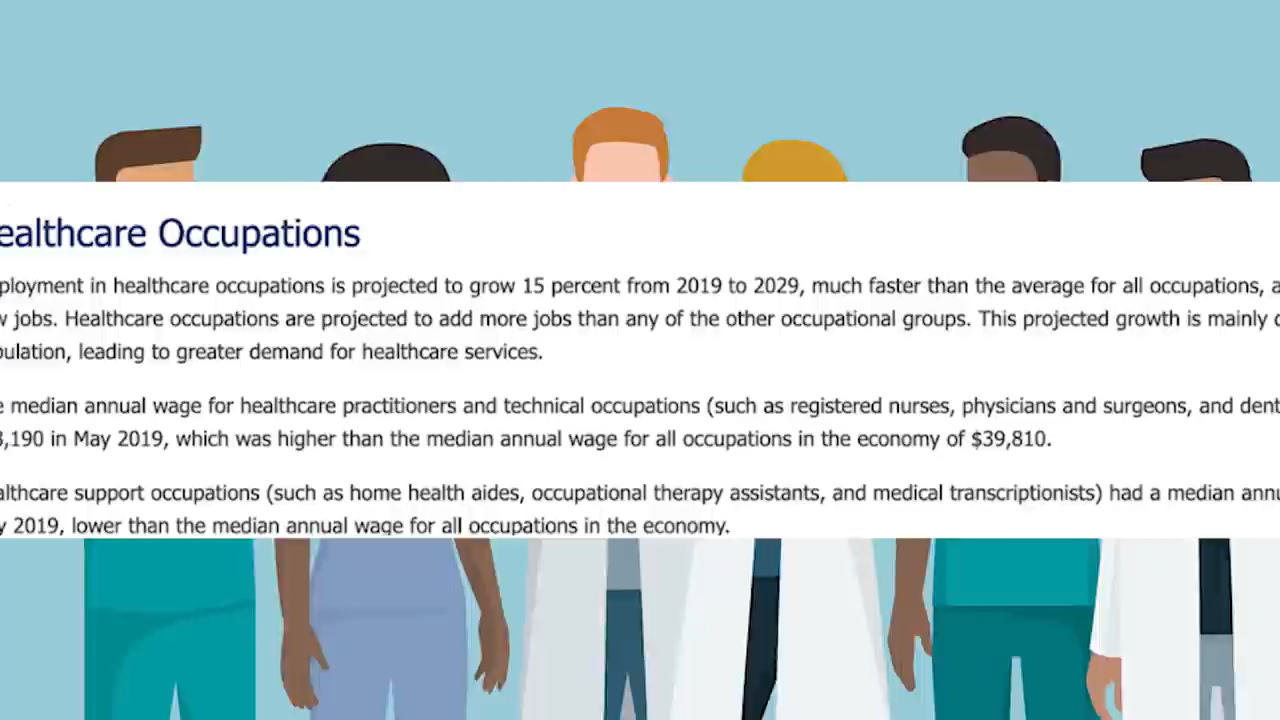 ealthcare Occupations
ployment in healthcare occupations is projected to grow 15 percent from 2019 to 2029, much faster than the average for all occupations, a
w jobs. Healthcare occupations are projected to add more jobs than any of the other occupational groups. This projected growth is mainly
pulation, leading to greater demand for healthcare services.
e median annual wage for healthcare practitioners and technical occupations (such as registered nurses, physicians and surgeons, and dent
,190 in May 2019, which was higher than the median annual wage for all occupations in the economy of $39,810.
althcare support occupations (such as home health aides, occupational therapy assistants, and medical transcriptionists) had a median annu
y 2019, lower than the median annual wage for all occupations in the economy.